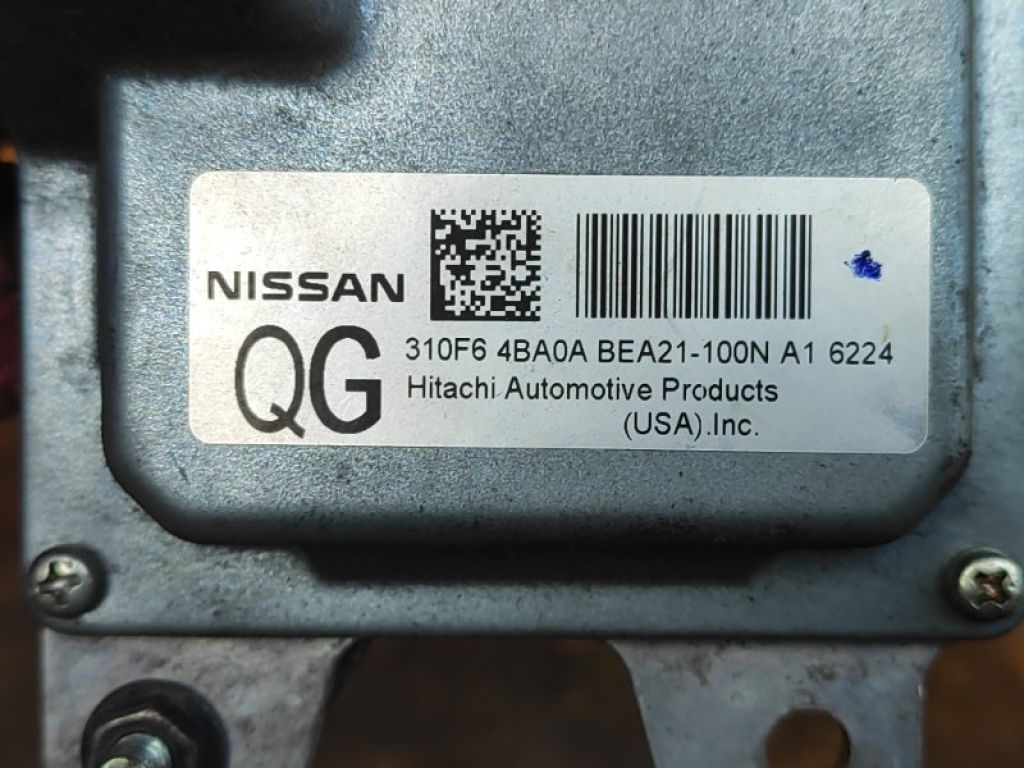 NISSAN
QG
310F6 4BA0A BEA21-100N A1 6224
Hitachi Automotive Products
(USA).Inc.